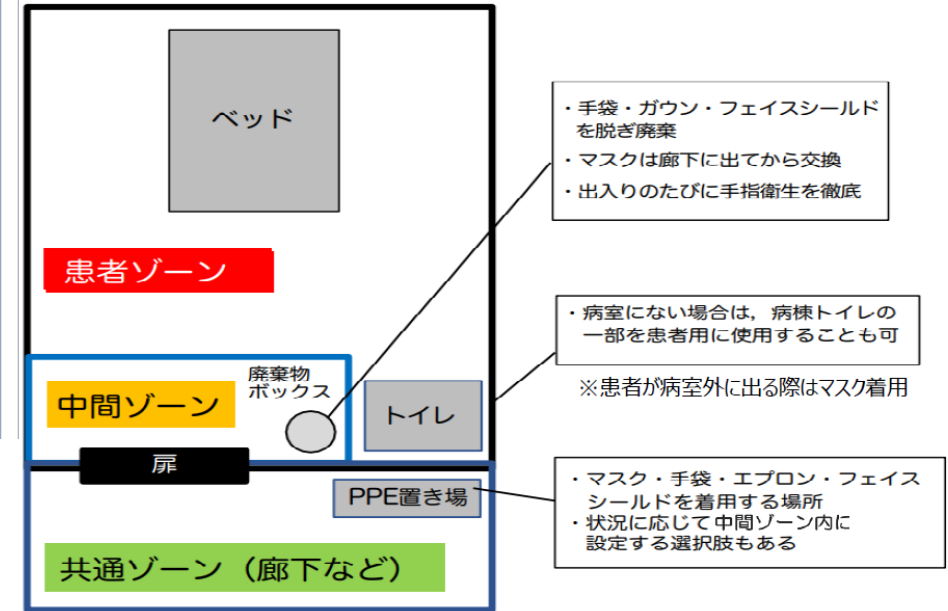 ベッド
患者ゾーン
廃棄物
ボックス
中間ゾーン
トイレ
扉
PPE置き場
共通ゾーン（廊下など）
・手袋・ガウン・フェイスシールド
を脱ぎ廃棄
・マスクは廊下に出てから交換
・出入りのたびに手指衛生を徹底
・病室にない場合は，病棟トイレの
一部を患者用に使用することも可
※患者が病室外に出る際はマスク着用
・マスク・手袋・エプロン・フェイス
シールドを着用する場所
・状況に応じて中間ゾーン内に
設定する選択肢もある